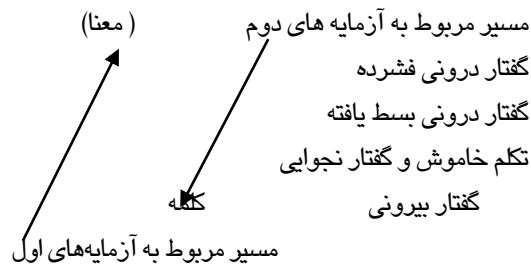 مسیر مربوط به آزمایه های دوم (معنا)
گفتار درونی فشرده
گفتار درونی بسط یافته
تکلم خاموش و گفتار نجوایی
گفتار بیرونی کلمه
مسیر مربوط به آزمایه‌های اول